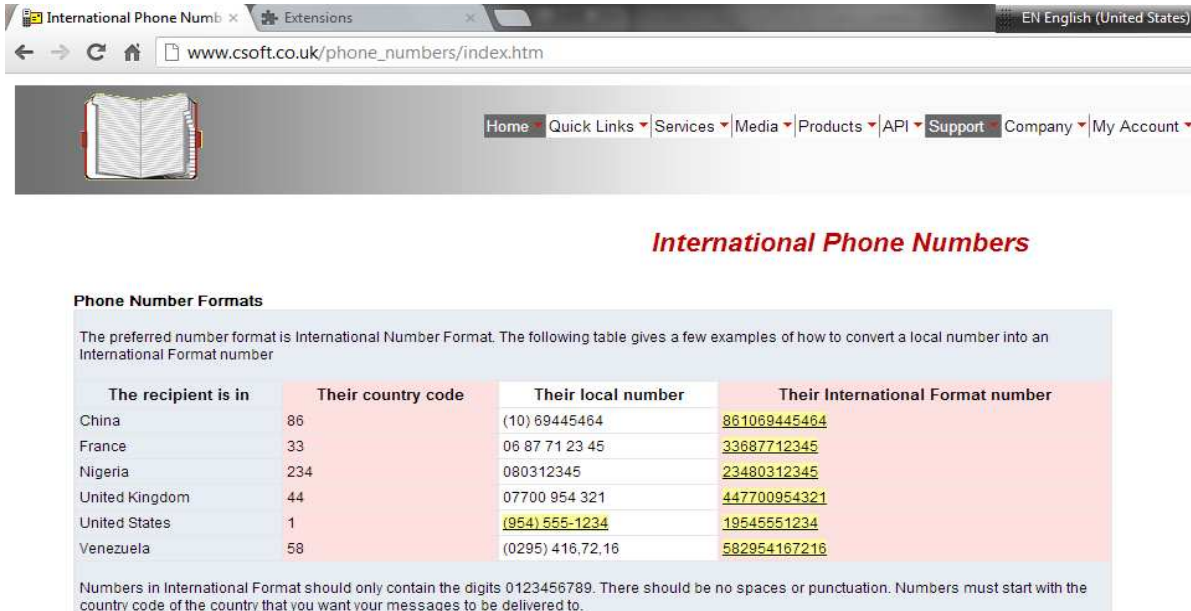 International Phone Numb
Extensions
EN English (United States)
www.csoft.co.uk/phone_numbers/index.htm
Home Quick Links Services Media Products API Support Company My Account
International Phone Numbers
Phone Number Formats
The preferred number format is International Number Format. The following table gives a few examples of how to convert a local number into an
International Format number
The recipient is in Their country code Their local number Their International Format number
China 86 (10) 69445464 861069445464
France 33 06 87 71 23 45 33687712345
Nigeria 234 080312345 23480312345
United Kingdom 44 07700 954 321 447700954321
United States 1 (954) 555-1234 19545551234
Venezuela 58 (0295) 416,72,16 582954167216
Numbers in International Format should only contain the digits 0123456789. There should be no spaces or punctuation. Numbers must start with the
country code of the country that you want your messages to be delivered to.